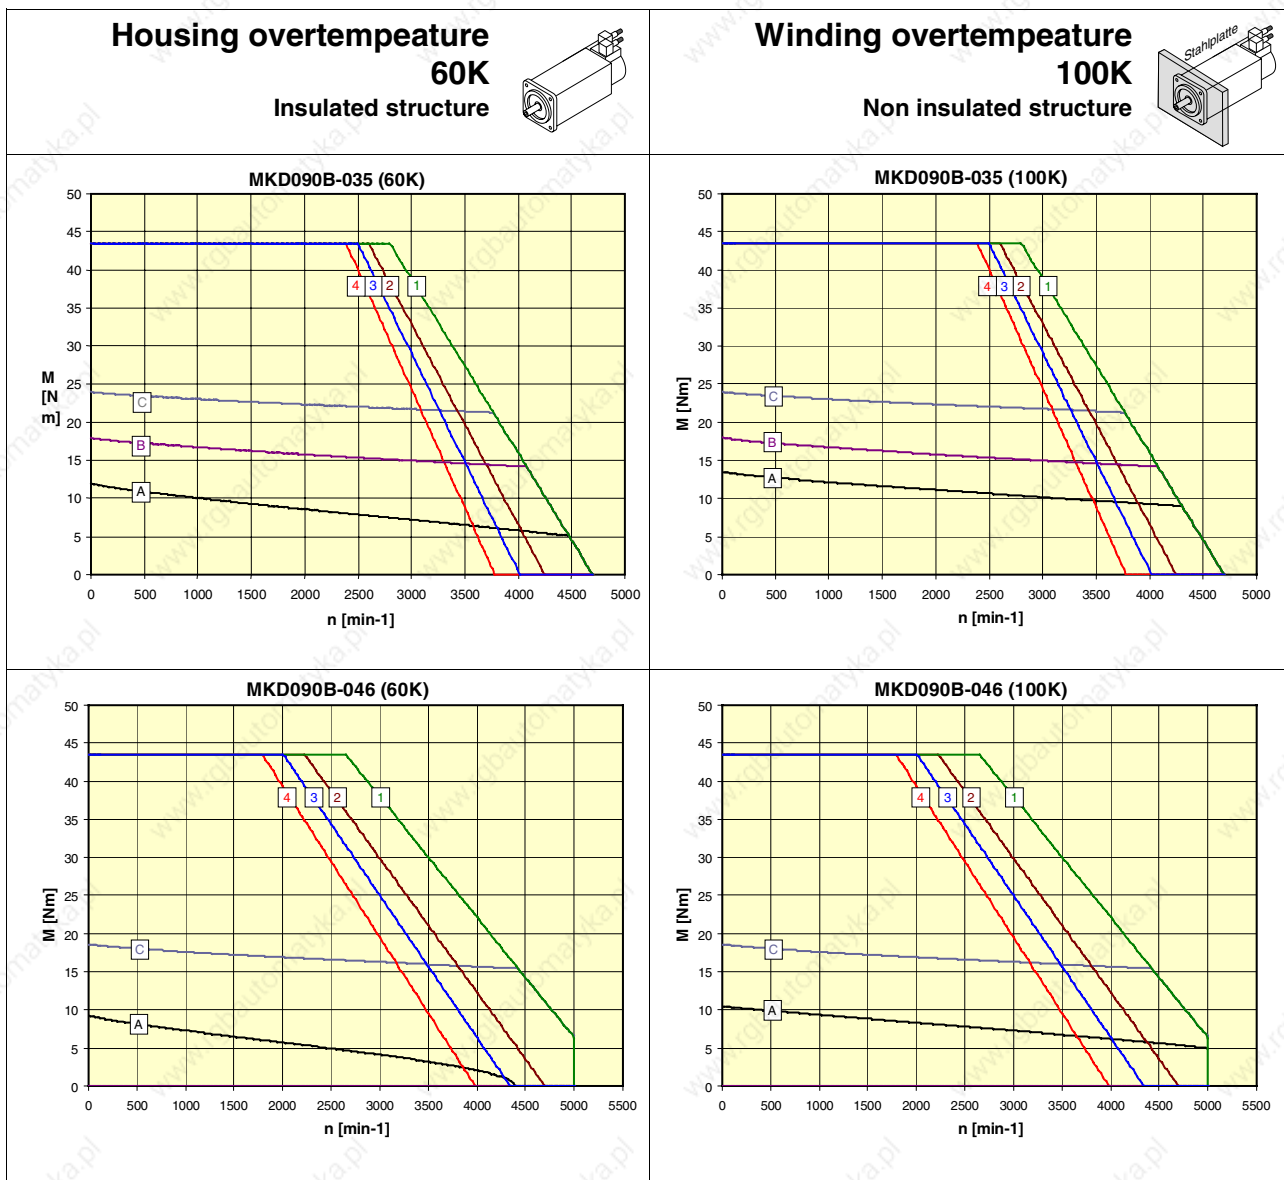 Housing overtempeature
60K
Insulated structure
Winding overtempeature
100K
Non insulated structure
Stahlplatte
MKD090B-035 (60K)
50
45
40
35
30
25
20
15
10
5
0
M
[N
m]
4 3 2 1
C
B
A
0 500 1000 1500 2000 2500 3000 3500 4000 4500 5000
n [min-1]
MKD090B-035 (100K)
50
45
40
35
30
25
20
15
10
5
0
M [Nm]
4 3 2 1
C
B
A
0 500 1000 1500 2000 2500 3000 3500 4000 4500 5000
n [min-1]
MKD090B-046 (60K)
50
45
40
35
30
25
20
15
10
5
0
M [Nm]
4 3 2 1
C
A
0 500 1000 1500 2000 2500 3000 3500 4000 4500 5000 5500
n [min-1]
MKD090B-046 (100K)
50
45
40
35
30
25
20
15
10
5
0
M [Nm]
4 3 2 1
C
A
0 500 1000 1500 2000 2500 3000 3500 4000 4500 5000 5500
n [min-1]
www.rgbautomatyka.pl